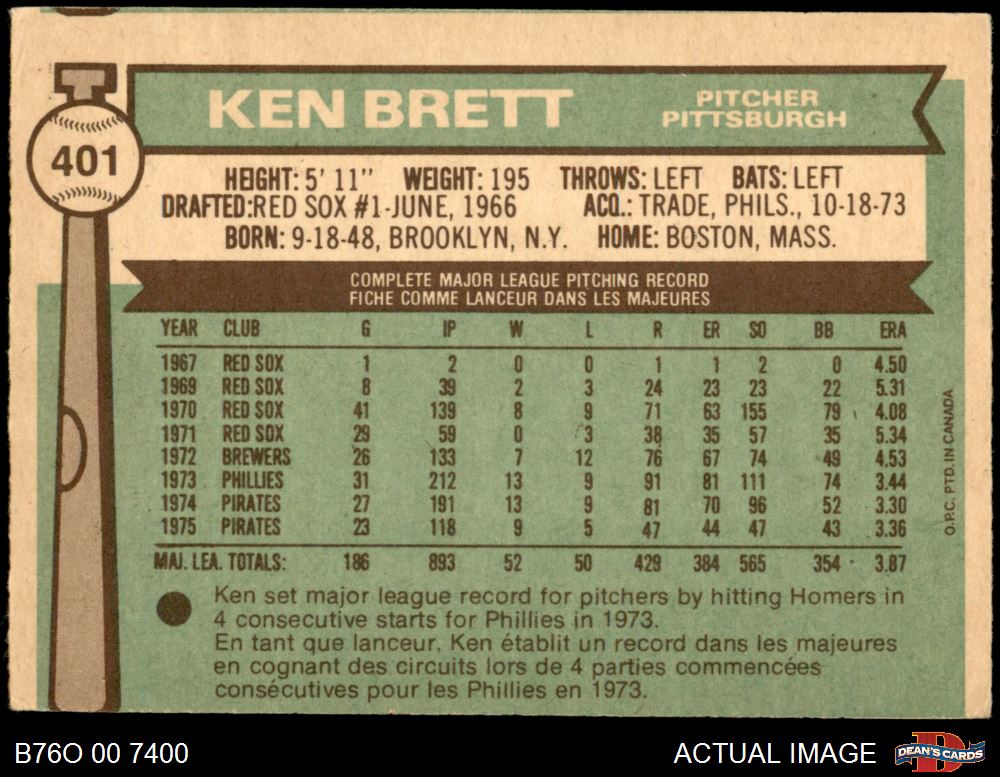 KEN BRETT
PITCHER
PITTSBURGH
401
HEIGHT: 5' 11" WEIGHT: 195 THROWS: LEFT BATS: LEFT
DRAFTED:RED SOX #1-JUNE, 1966 ACQ.: TRADE, PHILS., 10-18-73
BORN: 9-18-48, BROOKLYN, N.Y. HOME: BOSTON, MASS.
COMPLETE MAJOR LEAGUE PITCHING RECORD
FICHE COMME LANCEUR DANS LES MAJEURES
YEAR CLUB G IP W L R ER SO BB ERA
1967 RED SOX 1 2 0 0 1 1 2 0 4.50
1969 RED SOX 8 39 2 3 24 23 23 22 5.31
1970 RED SOX 41 139 8 9 71 63 155 79 4.08
1971 RED SOX 29 59 0 3 38 35 57 35 5.34
1972 BREWERS 26 133 7 12 76 67 74 49 4.53
1973 PHILLIES 31 212 13 9 91 81 111 74 3.44
1974 PIRATES 27 191 13 9 81 70 96 52 3.30
1975 PIRATES 23 118 9 5 47 44 47 43 3.36
MAJ. LEA. TOTALS: 186 893 52 50 429 384 565 354 3.87
Ken set major league record for pitchers by hitting Homers in
4 consecutive starts for Phillies in 1973.
En tant que lanceur. Ken établit un record dans les majeures
en cognant des circuits lors de 4 parties commencées
consécutives pour les Phillies en 1973.
O.P.C. PTD. IN CANADA
B76O 00 7400
ACTUAL IMAGE
D
DEAN'S CARDS